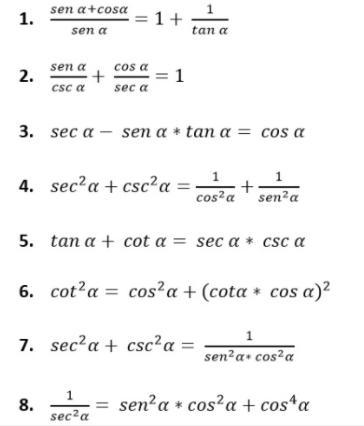 1. (sen α+cosα)/(sen α) = 1 + 1/(tan α)
2. (sen α)/(csc α) + (cos α)/(sec α) = 1
3. sec α − sen α * tan α = cos α
4. sec²α + csc²α = 1/(cos²α) + 1/(sen²α)
5. tan α + cot α = sec α * csc α
6. cot²α = cos²α + (cotα * cos α)²
7. sec²α + csc²α = 1/(sen²α* cos²α)
8. 1/(sec²α) = sen²α * cos²α + cos⁴α